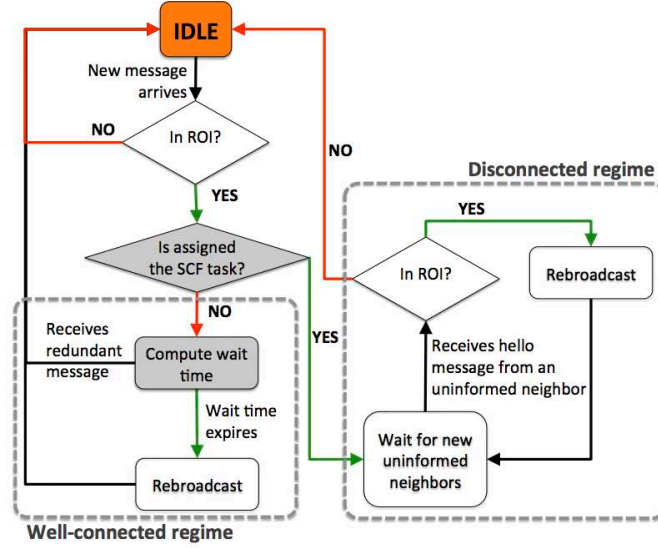 IDLE
New message
arrives
NO
In ROI?
NO
YES
Is assigned
the SCF task?
NO
YES
Receives
redundant
message
Compute wait
time
Wait time
expires
Rebroadcast
Well-connected regime
Disconnected regime
YES
In ROI?
Rebroadcast
Receives hello
message from an
uninformed neighbor
Wait for new
uninformed
neighbors